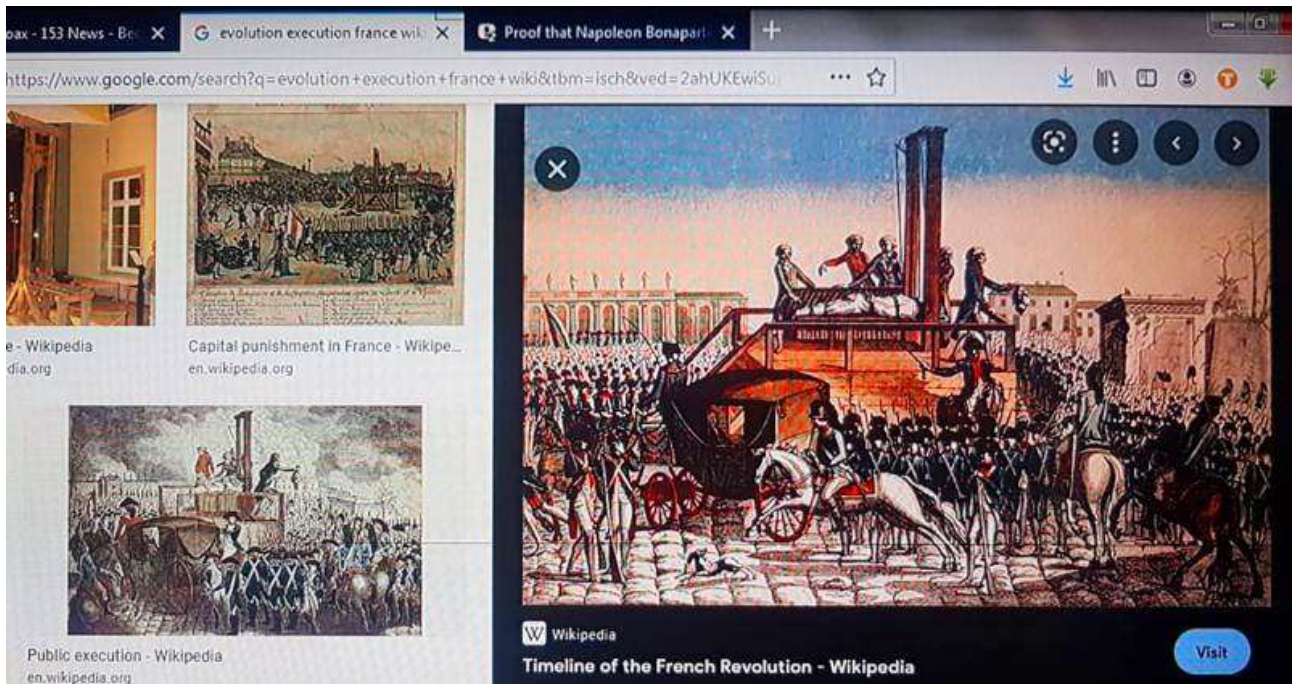 oax - 153 News - Be
evolution execution france wiki
Proof that Napoleon Bonapart
https://www.google.com/search?q=evolution+execution+france+wiki&tbm=isch&ved=2ahUKEwiSu
e - Wikipedia
dia.org
Capital punishment in France - Wikipe...
en.wikipedia.org
Public execution - Wikipedia
en.wikipedia.org
W Wikipedia
Timeline of the French Revolution - Wikipedia
Visit